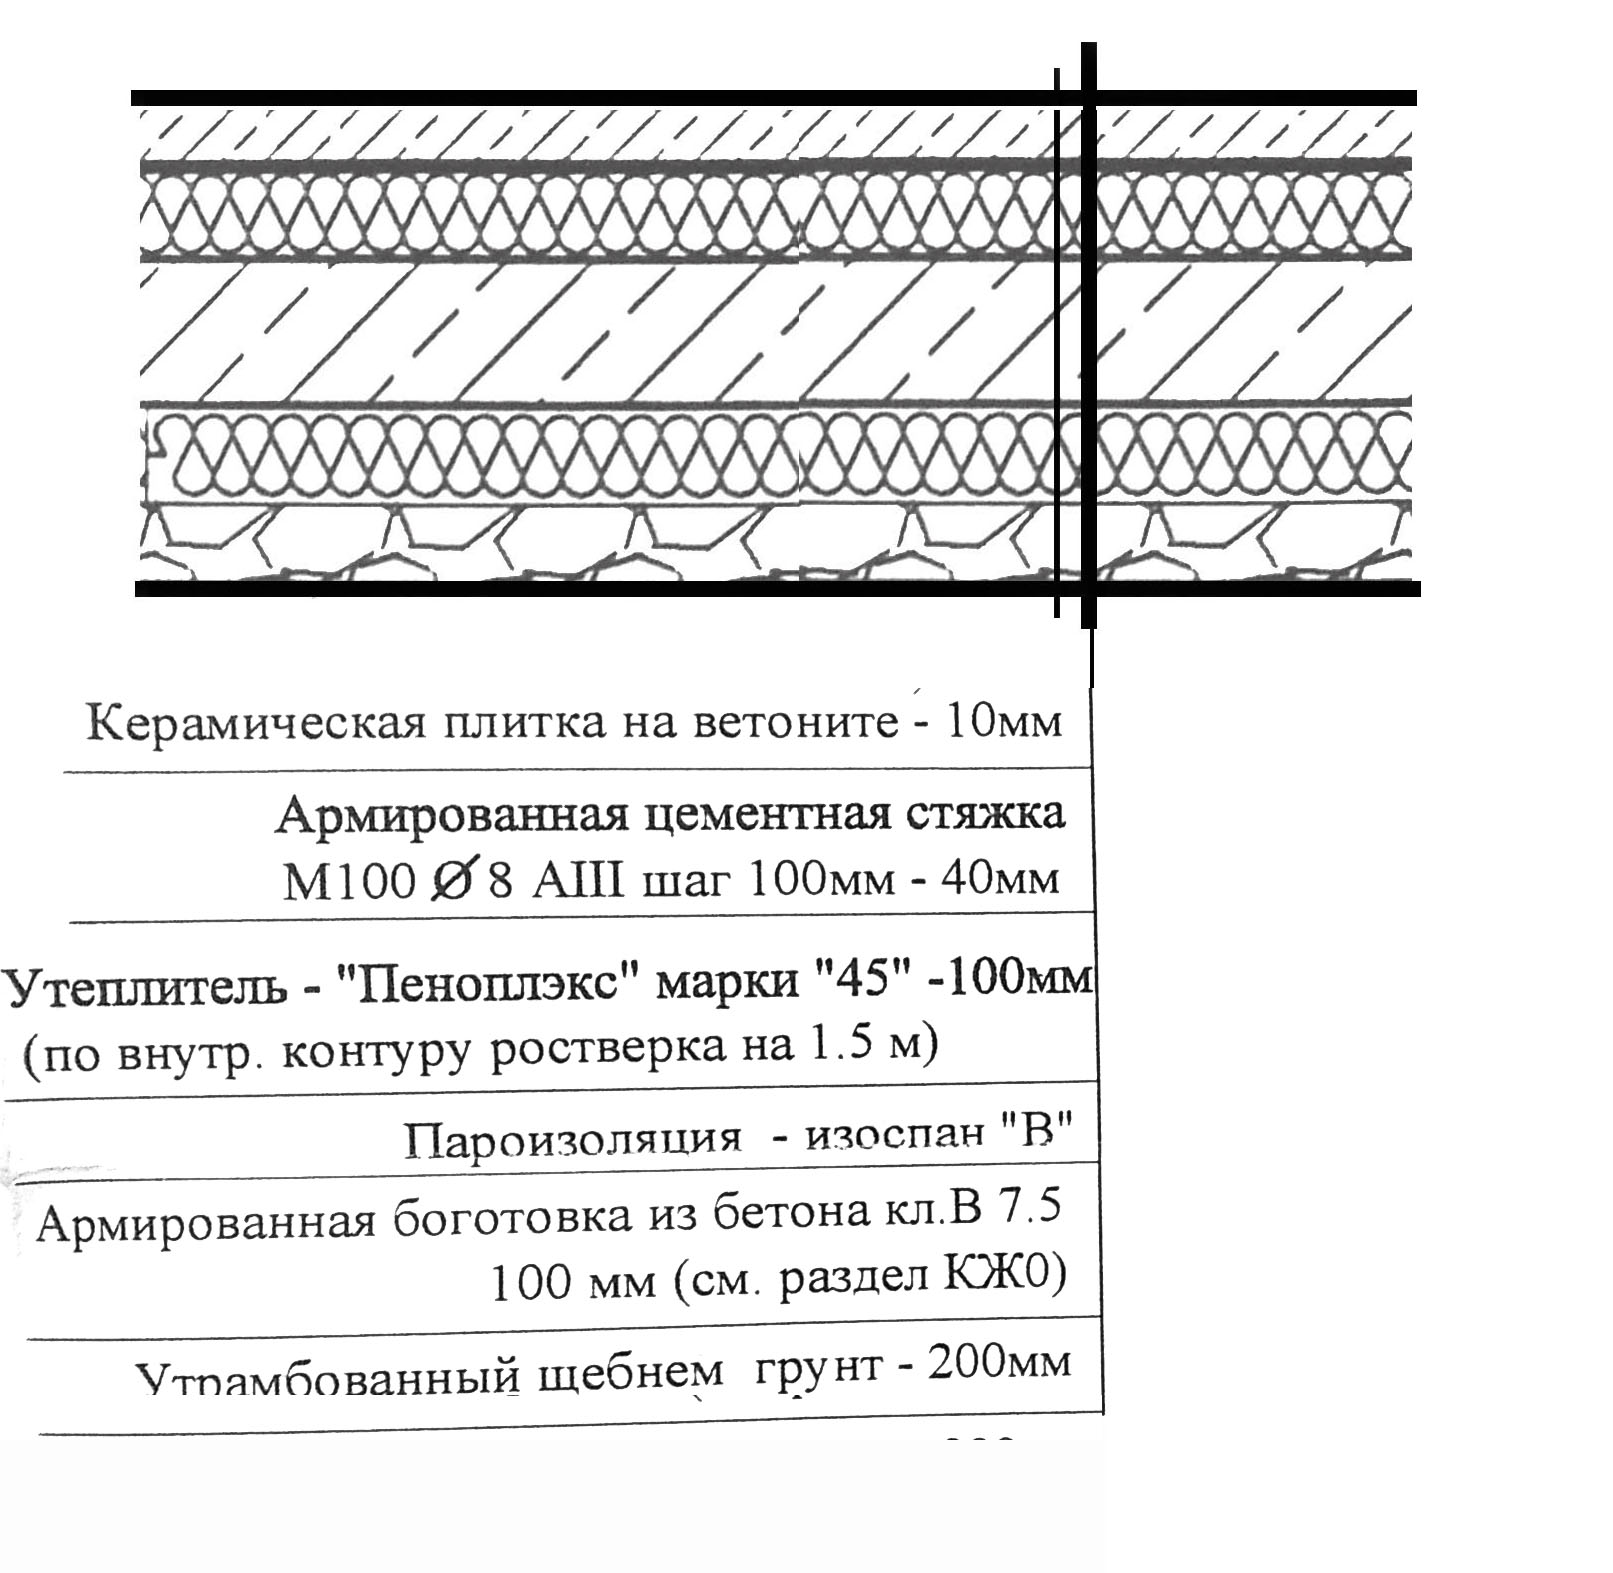 Керамическая плитка на ветоните - 10мм
Армированная цементная стяжка
М100 Ø 8 АIII шаг 100мм - 40мм
Утеплитель - "Пеноплэкс" марки "45" -100мм
(по внутр. контуру ростверка на 1.5 м)
Пароизоляция - изоспан "В"
Армированная боготовка из бетона кл.В 7.5
100 мм (см. раздел КЖ0)
Утрамбованный щебнем грунт - 200мм